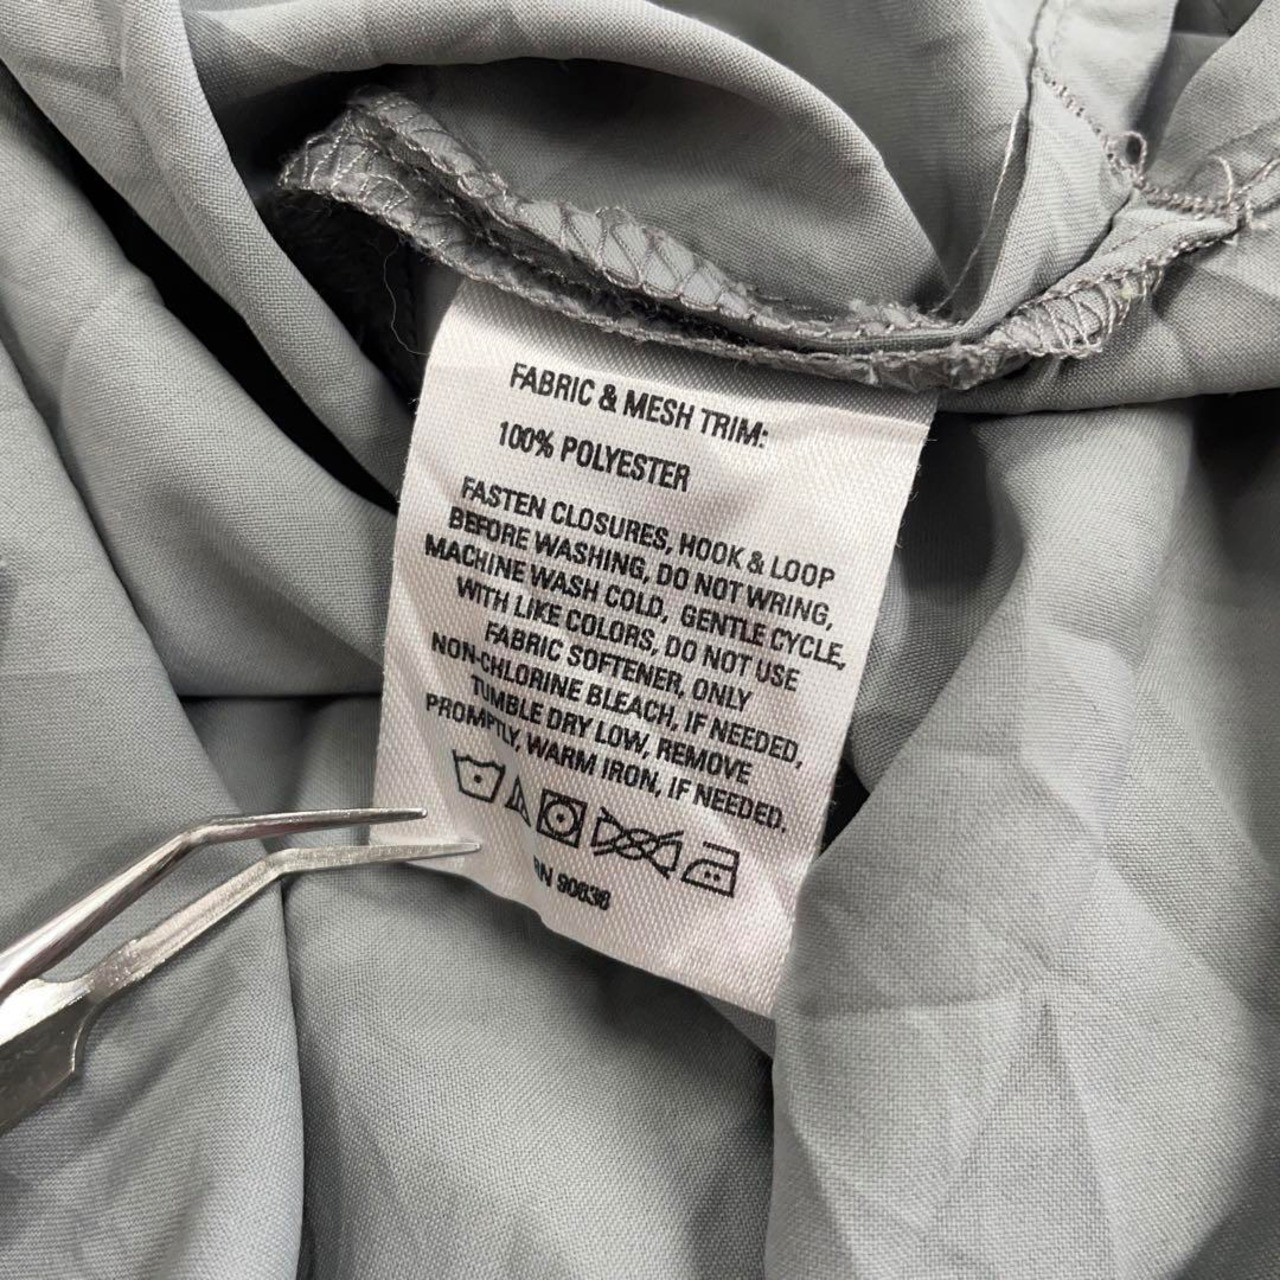 FABRIC & MESH TRIM:
100% POLYESTER
FASTEN CLOSURES, HOOK & LOOP
BEFORE WASHING, DO NOT WRING,
MACHINE WASH COLD, GENTLE CYCLE,
WITH LIKE COLORS, DO NOT USE
FABRIC SOFTENER, ONLY
NON-CHLORINE BLEACH, IF NEEDED,
TUMBLE DRY LOW, REMOVE
PROMPTLY, WARM IRON, IF NEEDED.
RN 90638